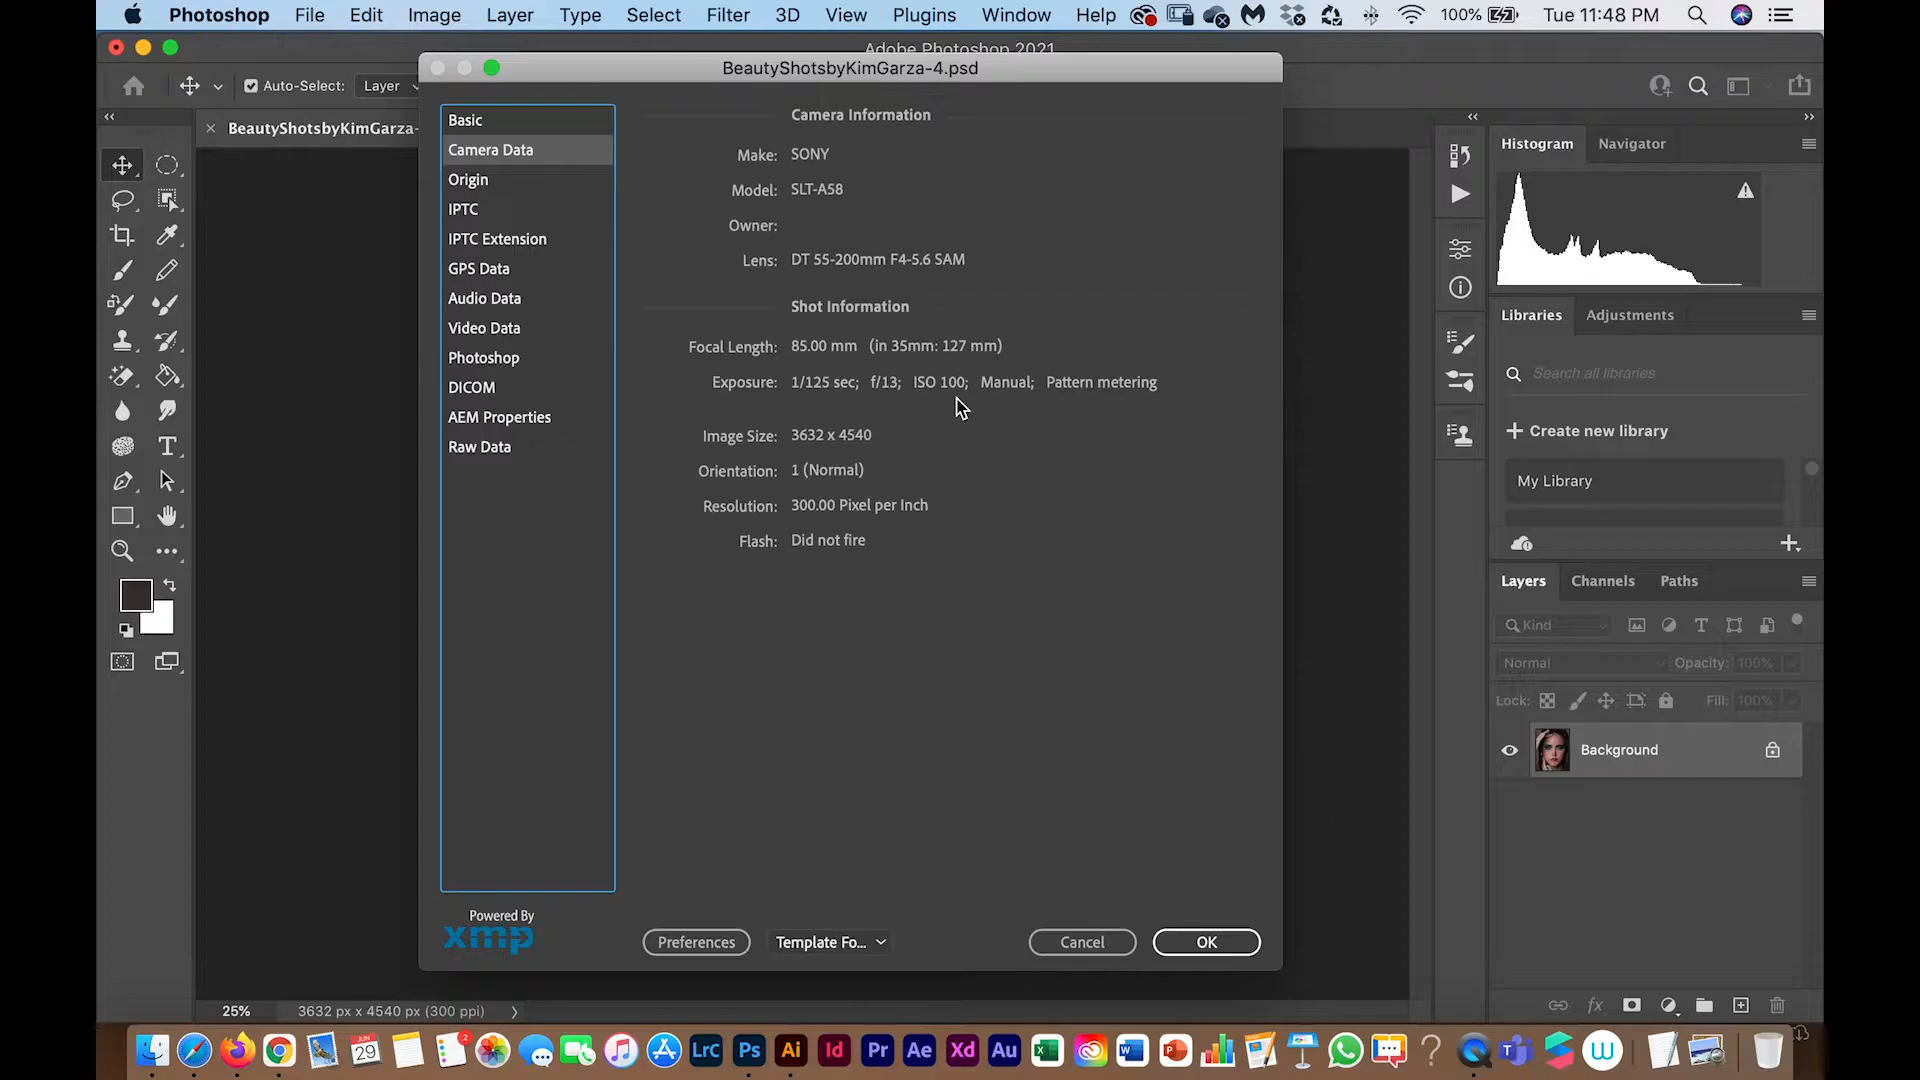 Photoshop File Edit Image Layer Type Select Filter 3D View Plugins Window Help 100% Tue 11:48 PM
Adobe Photoshop 2021
BeautyShotsbyKimGarza-4.psd
Auto-Select: Layer
BeautyShotsbyKimGarza-
Basic
Camera Data
Origin
IPTC
IPTC Extension
GPS Data
Audio Data
Video Data
Photoshop
DICOM
AEM Properties
Raw Data
Powered By
xmp
Camera Information
Make: SONY
Model: SLT-A58
Owner:
Lens: DT 55-200mm F4-5.6 SAM
Shot Information
Focal Length: 85.00 mm (in 35mm: 127 mm)
Exposure: 1/125 sec; f/13; ISO 100; Manual; Pattern metering
Image Size: 3632 x 4540
Orientation: 1 (Normal)
Resolution: 300.00 Pixel per Inch
Flash: Did not fire
Preferences Template Fo... Cancel OK
Histogram Navigator
Libraries Adjustments
Search all libraries
Create new library
My Library
Layers Channels Paths
Kind
Normal Opacity: 100%
Lock: Fill: 100%
Background
fx
25% 3632 px x 4540 px (300 ppi)
JUN 29 2 LrC Ps Ai Id Pr Ae Xd Au